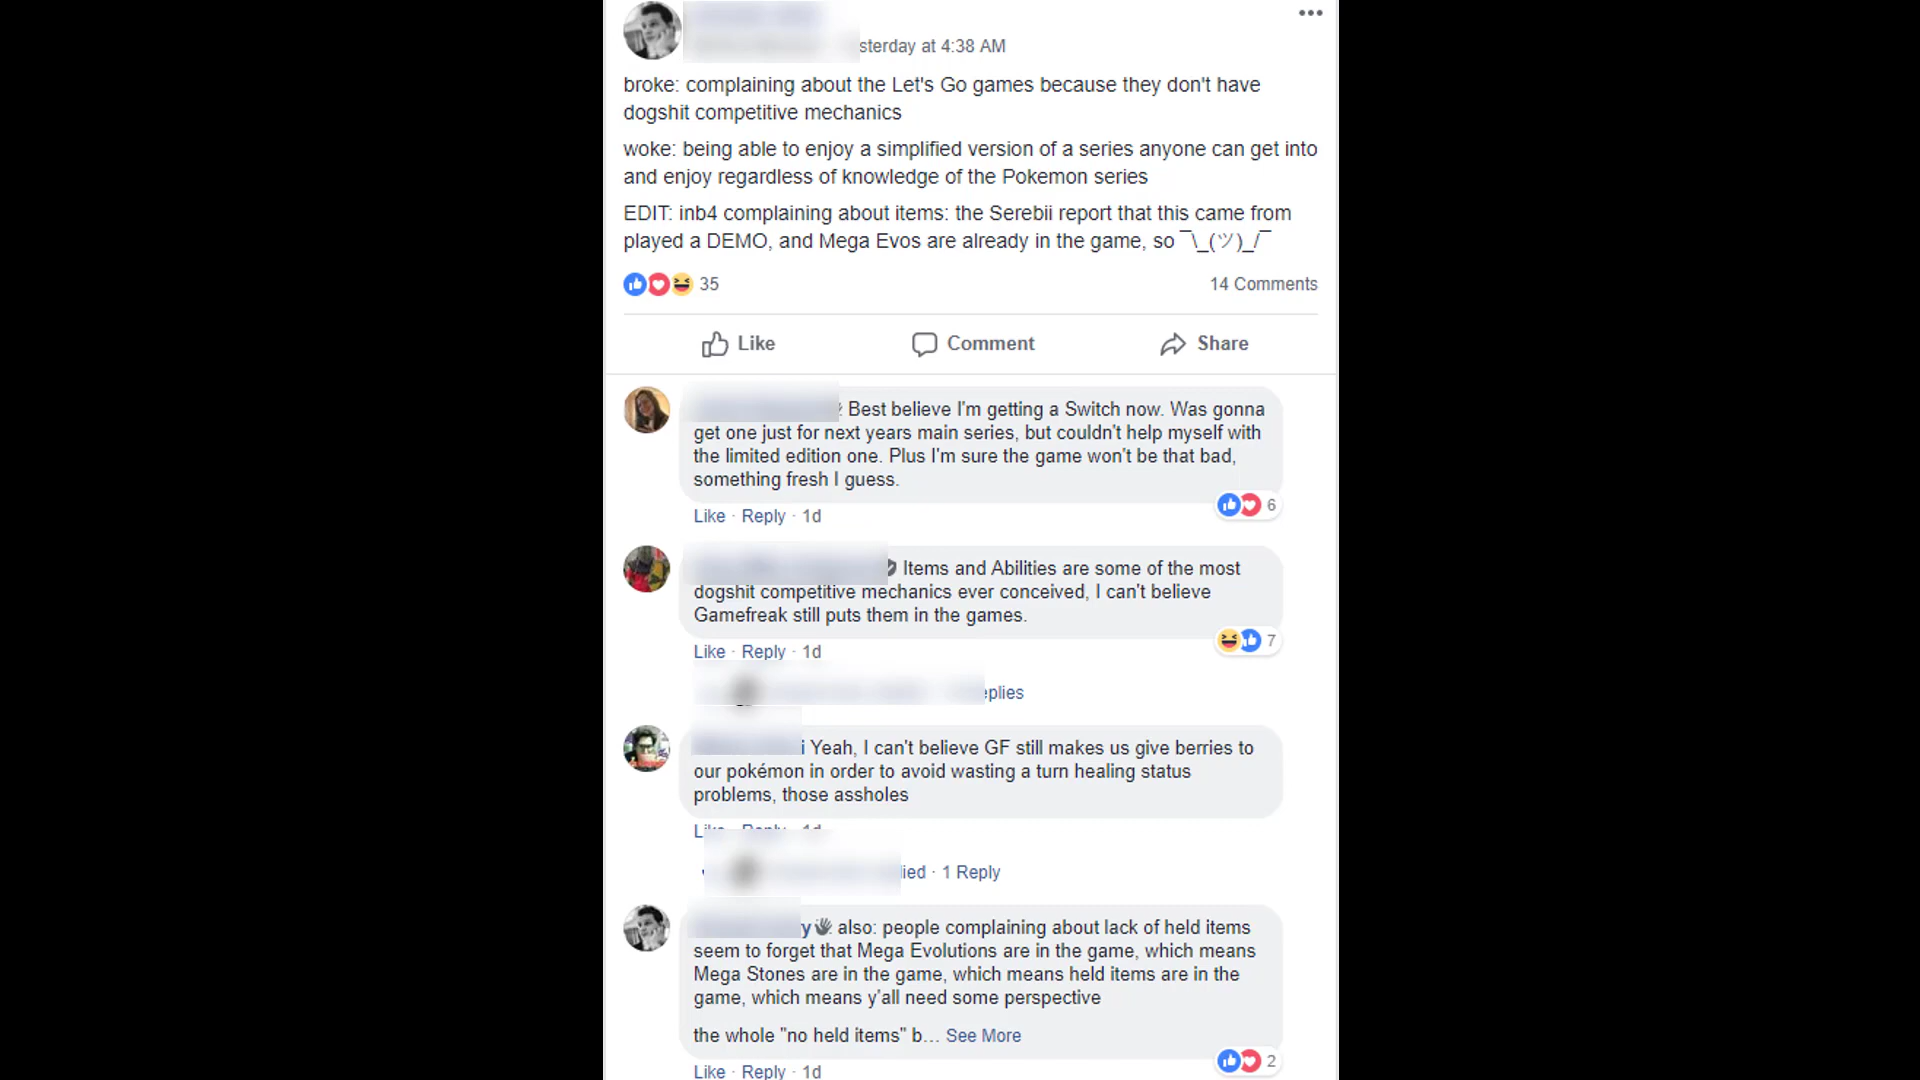 sterday at 4:38 AM
broke: complaining about the Let's Go games because they don't have
dogshit competitive mechanics
woke: being able to enjoy a simplified version of a series anyone can get into
and enjoy regardless of knowledge of the Pokemon series
EDIT: inb4 complaining about items: the Serebii report that this came from
played a DEMO, and Mega Evos are already in the game, so ¯\_(ツ)_/¯
35
14 Comments
Like
Comment
Share
Best believe I'm getting a Switch now. Was gonna
get one just for next years main series, but couldn't help myself with
the limited edition one. Plus I'm sure the game won't be that bad,
something fresh I guess.
6
Like · Reply · 1d
Items and Abilities are some of the most
dogshit competitive mechanics ever conceived, I can't believe
Gamefreak still puts them in the games.
7
Like · Reply · 1d
eplies
i Yeah, I can't believe GF still makes us give berries to
our pokémon in order to avoid wasting a turn healing status
problems, those assholes
Like · Reply · 1d
lied · 1 Reply
y also: people complaining about lack of held items
seem to forget that Mega Evolutions are in the game, which means
Mega Stones are in the game, which means held items are in the
game, which means y'all need some perspective
the whole "no held items" b... See More
2
Like · Reply · 1d